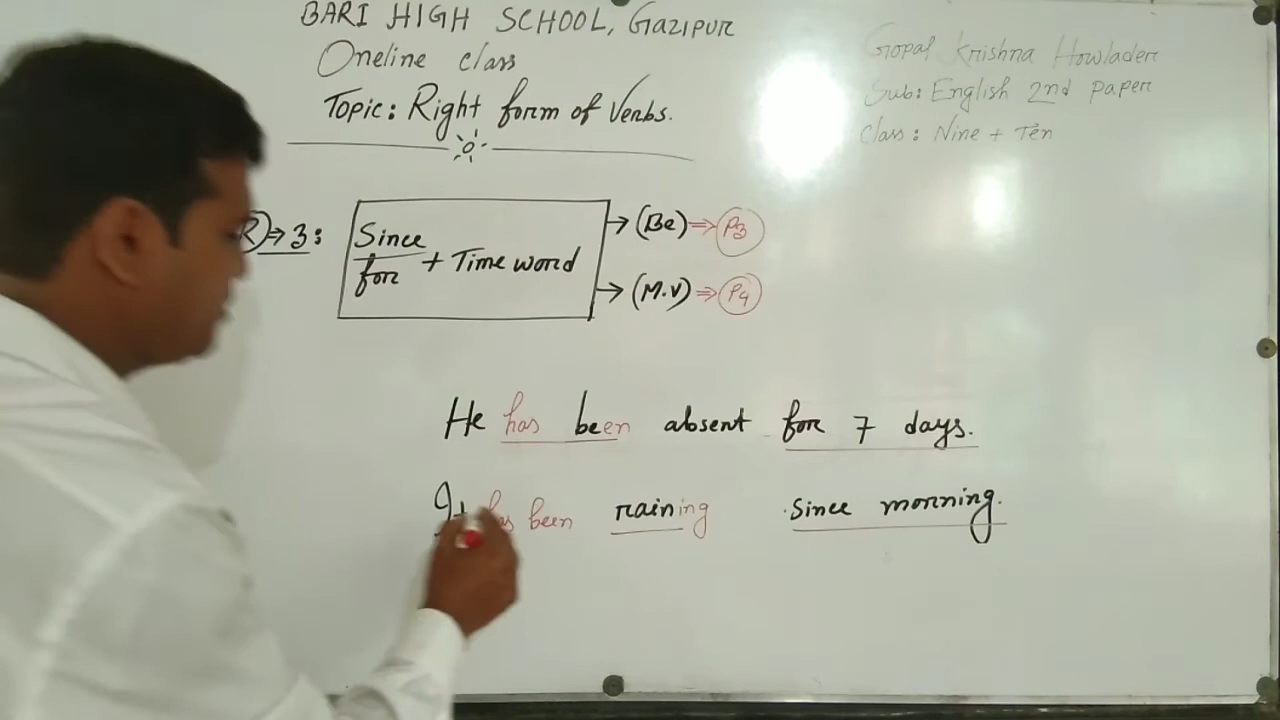 BARI HIGH SCHOOL, Gazipur
Oneline class
Topic: Right form of Verbs.
Gopal Krishna Howlader
Sub: English 2nd paper
Class: Nine + Ten
R ⇒ 3:
Since
for
+ Time word
→ (Be) ⇒ P3
→ (M.V) ⇒ P4
He has been absent for 7 days.
It has been raining since morning.